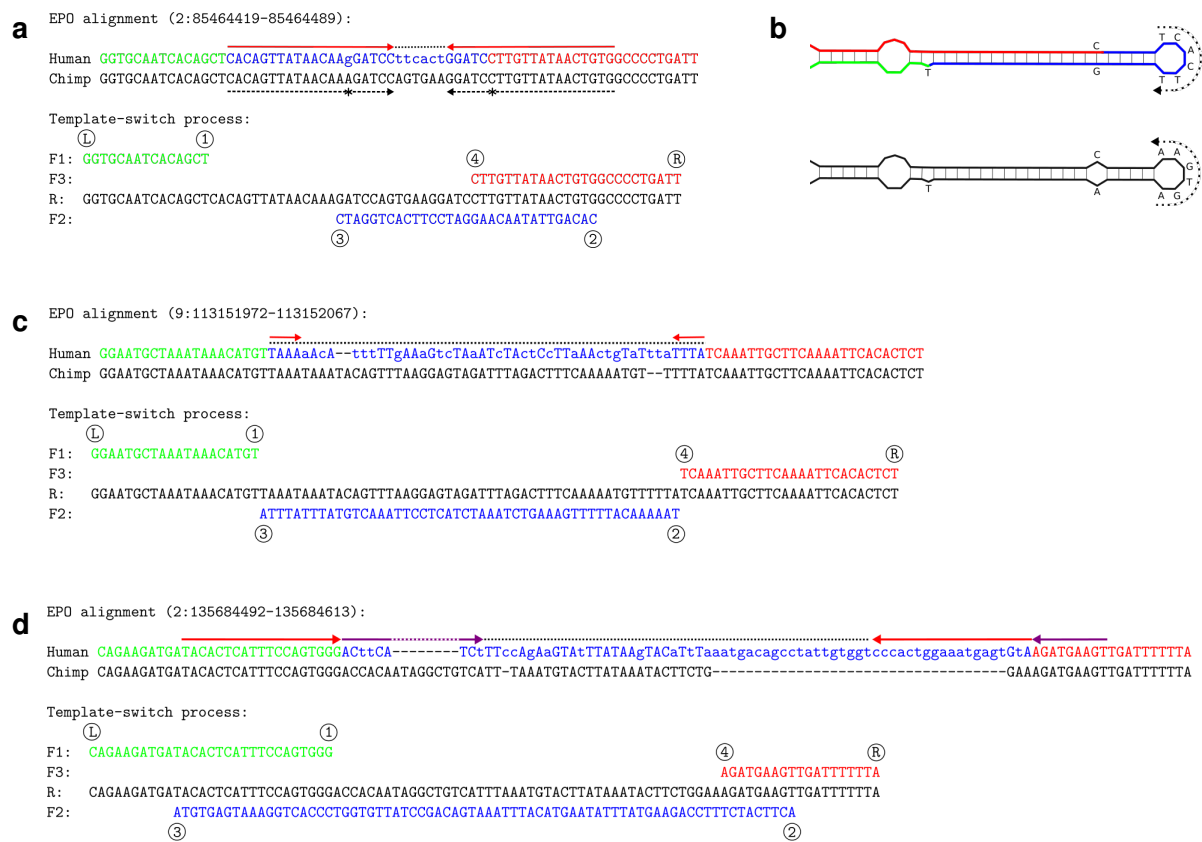 a
EPO alignment (2:85464419-85464489):
Human GGTGCAATCACAGCTCACAGTTATAACAAgGATCCttcactGGATCCTTGTTATAACTGTGGCCCCTGATT
Chimp GGTGCAATCACAGCTCACAGTTATAACAAAGATCCAGTGAAGGATCCTTGTTATAACTGTGGCCCCTGATT
* *
Template-switch process:
L 1
F1: GGTGCAATCACAGCT
4 R
F3: CTTGTTATAACTGTGGCCCCTGATT
R: GGTGCAATCACAGCTCACAGTTATAACAAAGATCCAGTGAAGGATCCTTGTTATAACTGTGGCCCCTGATT
F2: CTAGGTCACTTCCTAGGAACAATATTGACAC
3 2
b
T C A C T T
C
G
T
C
A
T
A A G T G A
c
EPO alignment (9:113151972-113152067):
Human GGAATGCTAAATAAACATGTTAAAaAcA--tttTTgAAaGtcTAaATcTActCcTTaAActgTaTttaTTTATCAAATTGCTTCAAAATTCACACTCT
Chimp GGAATGCTAAATAAACATGTTAAATAAATACAGTTTAAGGAGTAGATTTAGACTTTCAAAAATGT--TTTTATCAAATTGCTTCAAAATTCACACTCT
Template-switch process:
L 1
F1: GGAATGCTAAATAAACATGT
4 R
F3: TCAAATTGCTTCAAAATTCACACTCT
R: GGAATGCTAAATAAACATGTTAAATAAATACAGTTTAAGGAGTAGATTTAGACTTTCAAAAATGTTTTTATCAAATTGCTTCAAAATTCACACTCT
F2: ATTTATTTATGTCAAATTCCTCATCTAAATCTGAAAGTTTTTACAAAAAT
3 2
d
EPO alignment (2:135684492-135684613):
Human CAGAAGATGATACACTCATTTCCAGTGGGACttCA--------TCtTTccAgAAGTAtTTATAAgTACATtTaaatgacagcctattgtggtcccactggaaatgagtGtAAGATGAAGTTGATTTTTTA
Chimp CAGAAGATGATACACTCATTTCCAGTGGGACCACAATAGGCTGTCATT-TAAATGTACTTATAAATACTTCTG-----------------------------------GAAAGATGAAGTTGATTTTTTA
Template-switch process:
L 1
F1: CAGAAGATGATACACTCATTTCCAGTGGG
4 R
F3: AGATGAAGTTGATTTTTTA
R: CAGAAGATGATACACTCATTTCCAGTGGGACCACAATAGGCTGTCATTTAAATGTACTTATAAATACTTCTGGAAAGATGAAGTTGATTTTTTA
F2: ATGTGAGTAAAGGTCACCCTGGTGTTATCCGACAGTAAATTTACATGAATATTTATGAAGACCTTTCTACTTCA
3 2